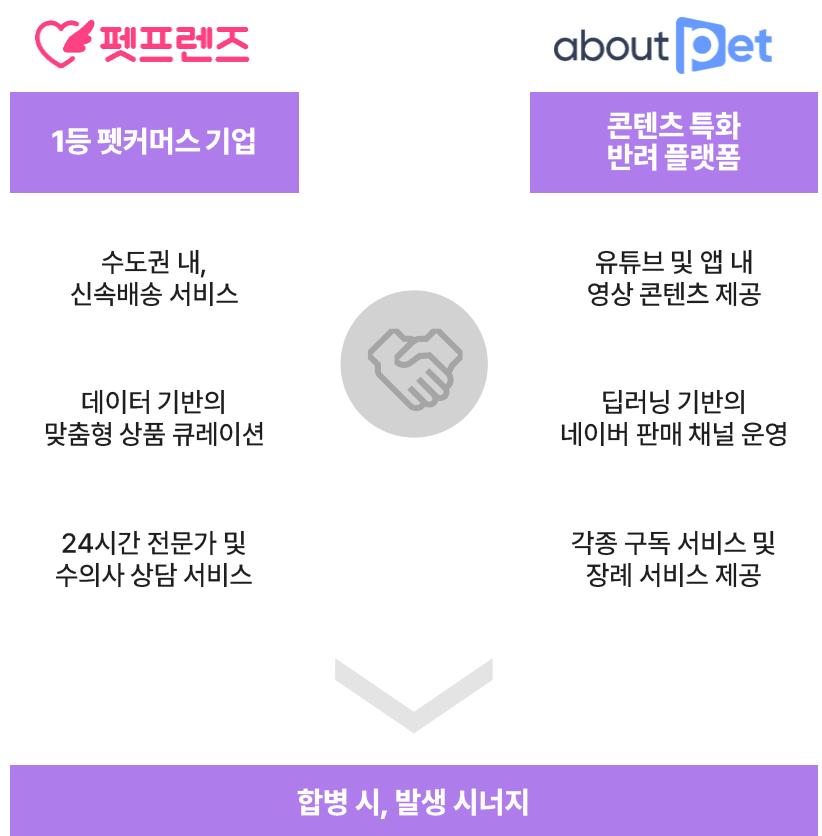 펫프렌즈
about Pet
1등 펫커머스 기업
콘텐츠 특화
반려 플랫폼
수도권 내,
신속배송 서비스
유튜브 및 앱 내
영상 콘텐츠 제공
데이터 기반의
맞춤형 상품 큐레이션
딥러닝 기반의
네이버 판매 채널 운영
24시간 전문가 및
수의사 상담 서비스
각종 구독 서비스 및
장례 서비스 제공
합병 시, 발생 시너지